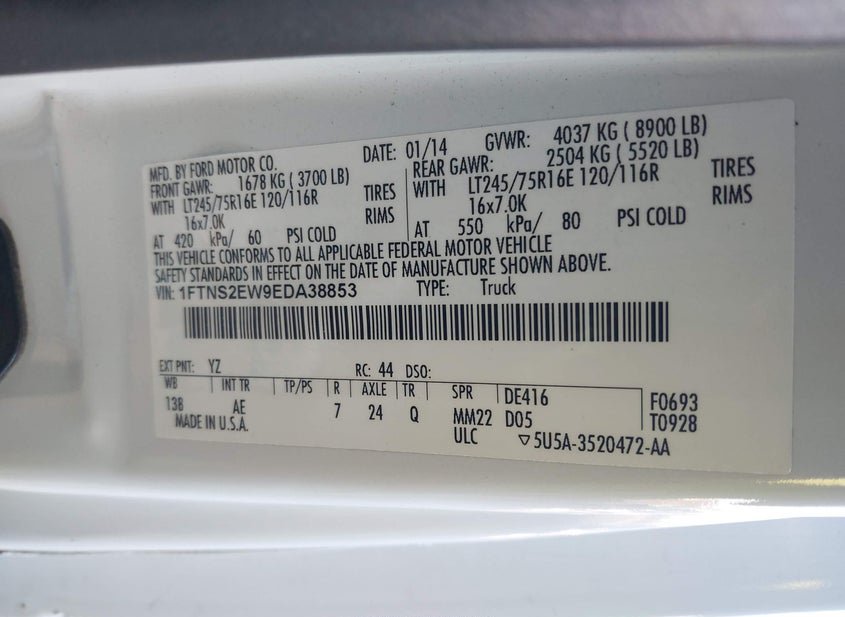 MFD. BY FORD MOTOR CO. DATE: 01/14 GVWR: 4037 KG ( 8900 LB)
FRONT GAWR: 1678 KG ( 3700 LB) REAR GAWR: 2504 KG ( 5520 LB)
WITH LT245/75R16E 120/116R TIRES WITH LT245/75R16E 120/116R TIRES
16x7.0K RIMS 16x7.0K RIMS
AT 420 kPa/ 60 PSI COLD AT 550 kPa/ 80 PSI COLD
THIS VEHICLE CONFORMS TO ALL APPLICABLE FEDERAL MOTOR VEHICLE
SAFETY STANDARDS IN EFFECT ON THE DATE OF MANUFACTURE SHOWN ABOVE.
VIN: 1FTNS2EW9EDA38853 TYPE: Truck
EXT PNT: YZ RC: 44 DSO:
WB INT TR TP/PS R AXLE TR SPR DE416 F0693
138 AE 7 24 Q MM22 D05 T0928
MADE IN U.S.A. ULC ▽5U5A-3520472-AA